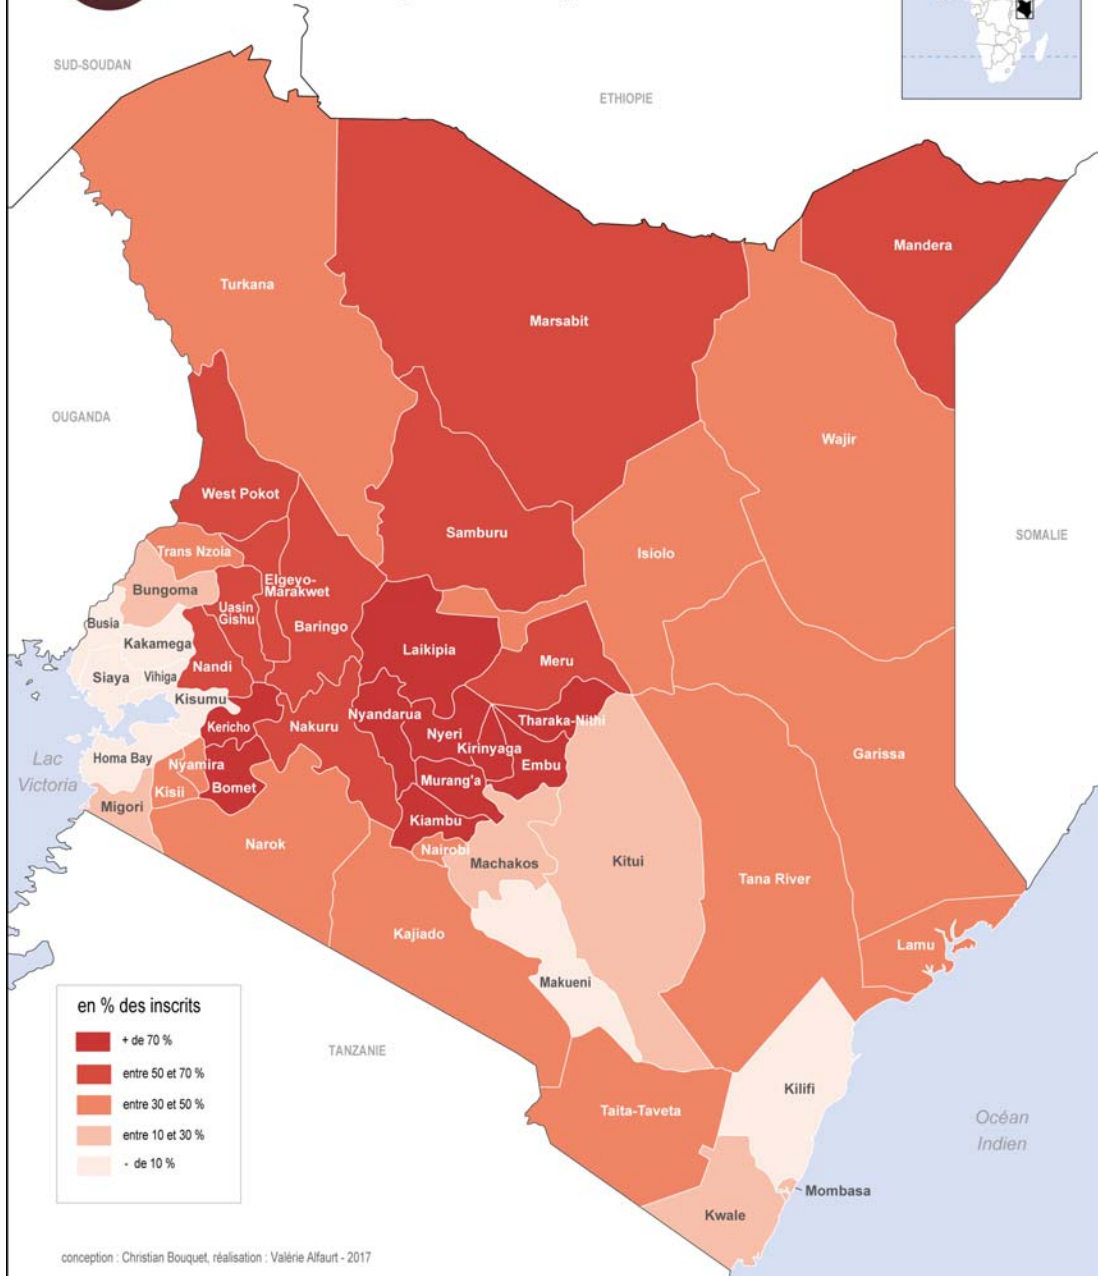 SUD-SOUDAN
ETHIOPIE
Mandera
Turkana
Marsabit
OUGANDA
Wajir
West Pokot
Samburu
SOMALIE
Trans Nzoia
Isiolo
Elgeyo-
Marakwet
Bungoma
Uasin
Gishu
Busia
Baringo
Kakamega
Laikipia
Meru
Nandi
Siaya
Vihiga
Kisumu
Nyandarua
Tharaka-Nithi
Kericho
Nakuru
Nyeri
Kirinyaga
Garissa
Lac
Victoria
Homa Bay
Nyamira
Embu
Murang'a
Bomet
Kisii
Migori
Kiambu
Narok
Nairobi
Machakos
Kitui
Tana River
Kajiado
Lamu
Makueni
en % des inscrits
+ de 70 %
entre 50 et 70 %
entre 30 et 50 %
entre 10 et 30 %
- de 10 %
TANZANIE
Kilifi
Taita-Taveta
Océan
Indien
Mombasa
Kwale
conception : Christian Bouquet, réalisation : Valérie Alfaurt - 2017